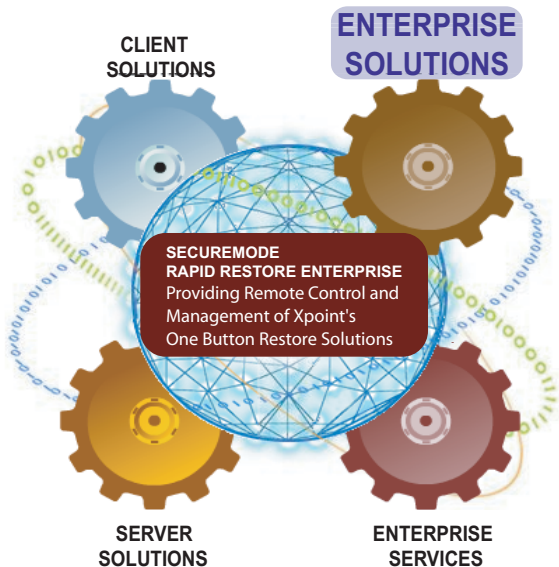 CLIENT
SOLUTIONS
ENTERPRISE
SOLUTIONS
SECUREMODE
RAPID RESTORE ENTERPRISE
Providing Remote Control and
Management of Xpoint's
One Button Restore Solutions
SERVER
SOLUTIONS
ENTERPRISE
SERVICES